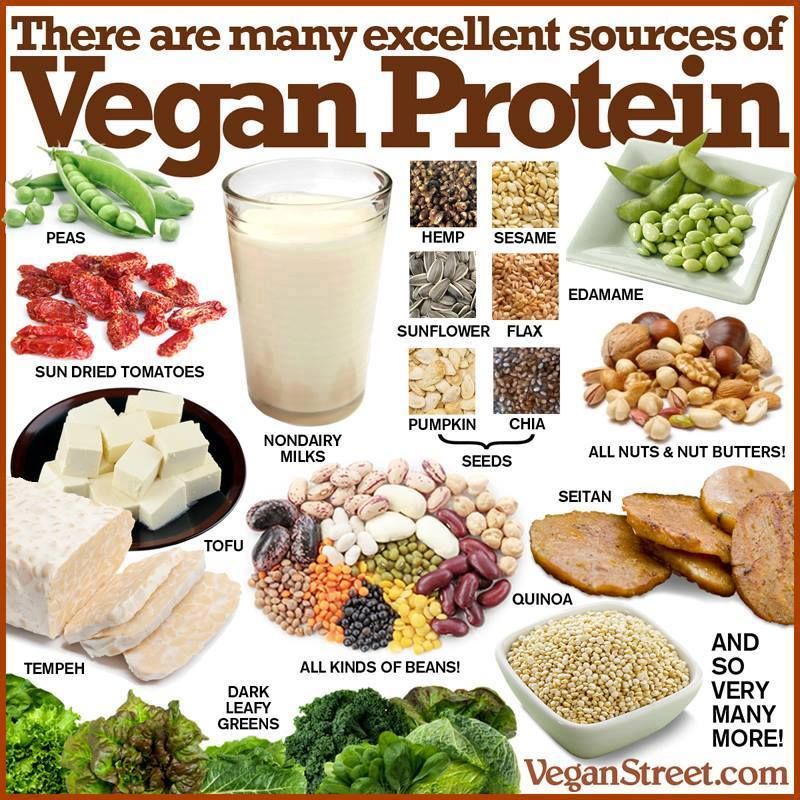 There are many excellent sources of
Vegan Protein
PEAS
HEMP
SESAME
EDAMAME
SUN DRIED TOMATOES
SUNFLOWER
FLAX
NONDAIRY
MILKS
PUMPKIN
CHIA
SEEDS
ALL NUTS & NUT BUTTERS!
TOFU
SEITAN
TEMPEH
ALL KINDS OF BEANS!
QUINOA
DARK
LEAFY
GREENS
AND
SO
VERY
MANY
MORE!
VeganStreet.com